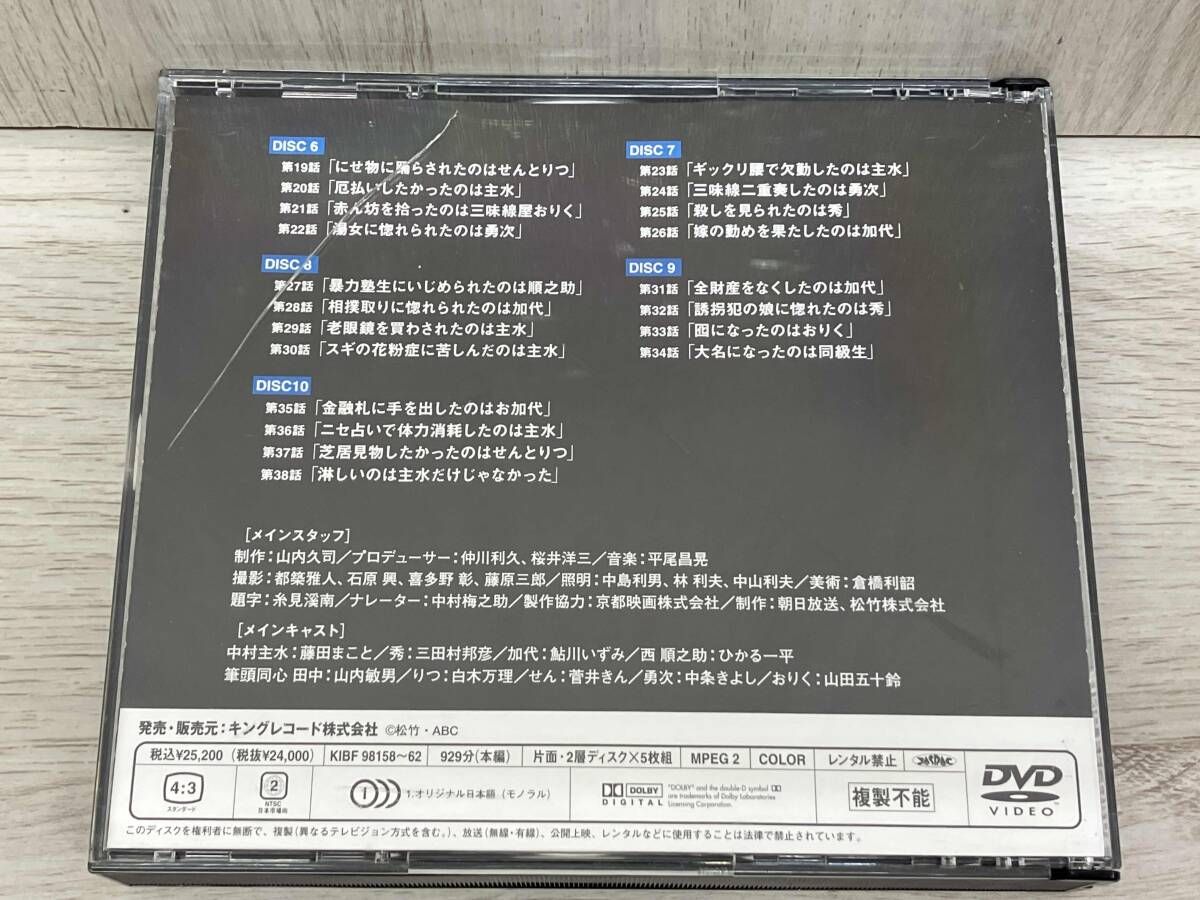 DISC 6
第19話「にせ物に踊らされたのはせんとりつ」
第20話「厄払いしたかったのは主水」
第21話「赤ん坊を拾ったのは三味線屋おりく」
第22話「湯女に惚れられたのは勇次」
DISC 7
第23話「ギックリ腰で欠勤したのは主水」
第24話「三味線二重奏したのは勇次」
第25話「殺しを見られたのは秀」
第26話「嫁の勤めを果たしたのは加代」
DISC 8
第27話「暴力塾生にいじめられたのは順之助」
第28話「相撲取りに惚れられたのは加代」
第29話「老眼鏡を買わされたのは主水」
第30話「スギの花粉症に苦しんだのは主水」
DISC 9
第31話「全財産をなくしたのは加代」
第32話「誘拐犯の娘に惚れたのは秀」
第33話「囮になったのはおりく」
第34話「大名になったのは同級生」
DISC10
第35話「金融札に手を出したのはお加代」
第36話「ニセ占いで体力消耗したのは主水」
第37話「芝居見物したかったのはせんとりつ」
第38話「淋しいのは主水だけじゃなかった」
[メインスタッフ]
制作:山内久司/プロデューサー:仲川利久、桜井洋三/音楽:平尾昌晃
撮影:都築雅人、石原 興、喜多野 彰、藤原三郎/照明:中島利男、林 利夫、中山利夫/美術:倉橋利韶
題字:糸見溪南/ナレーター:中村梅之助/製作協力:京都映画株式会社/制作:朝日放送、松竹株式会社
[メインキャスト]
中村主水:藤田まこと/秀:三田村邦彦/加代:鮎川いずみ/西 順之助:ひかる一平
筆頭同心 田中:山内敏男/りつ:白木万理/せん:菅井きん/勇次:中条きよし/おりく:山田五十鈴
発売・販売元:キングレコード株式会社 ©松竹・ABC
税込¥25,200 (税抜¥24,000) KIBF 98158〜62 929分(本編) 片面・2層ディスク×5枚組 MPEG 2 COLOR レンタル禁止
4:3
スタンダード
2
NTSC
日本市場向
1
1.オリジナル日本語(モノラル)
DOLBY
DIGITAL
"DOLBY" and the double-D symbol
are trademarks of Dolby Laboratories
Licensing Corporation.
複製不能
DVD
VIDEO
このディスクを権利者に無断で、複製(異なるテレビジョン方式を含む。)、放送(無線・有線)、公開上映、レンタルなどに使用することは法律で禁止されています。